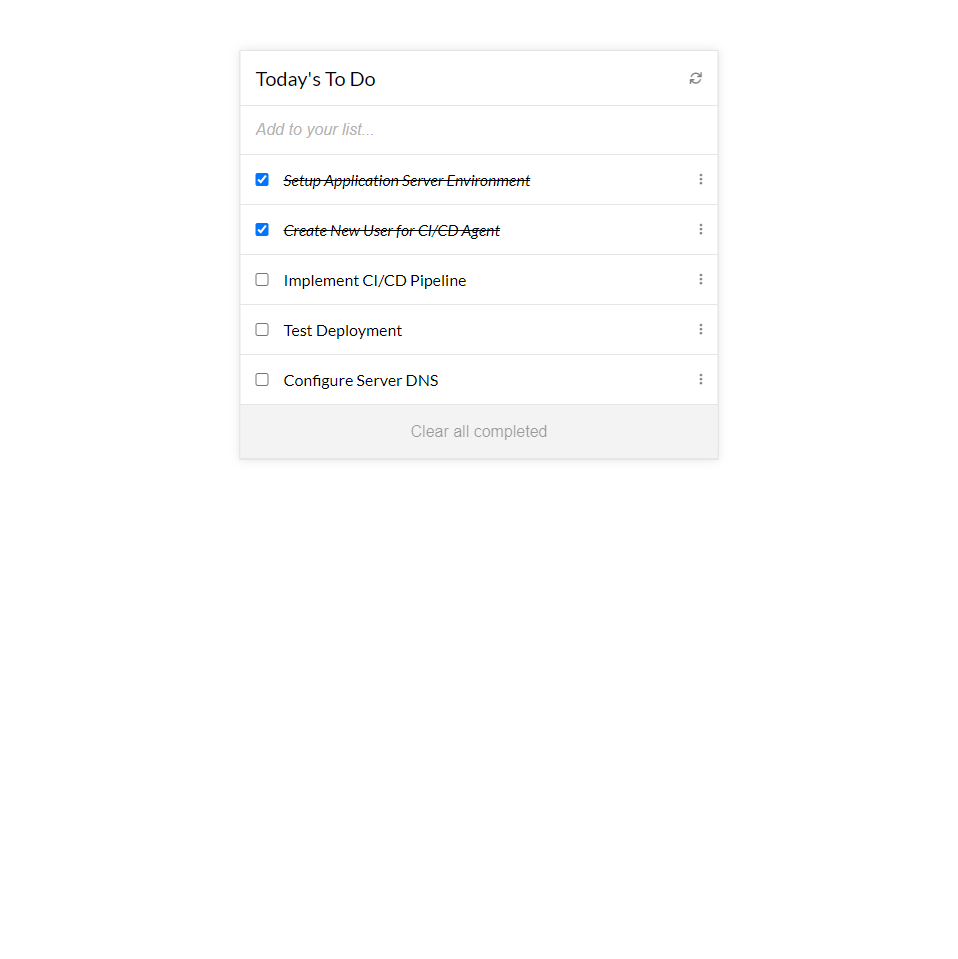 Today's To Do
Add to your list...
Setup Application Server Environment
Create New User for CI/CD Agent
Implement CI/CD Pipeline
Test Deployment
Configure Server DNS
Clear all completed